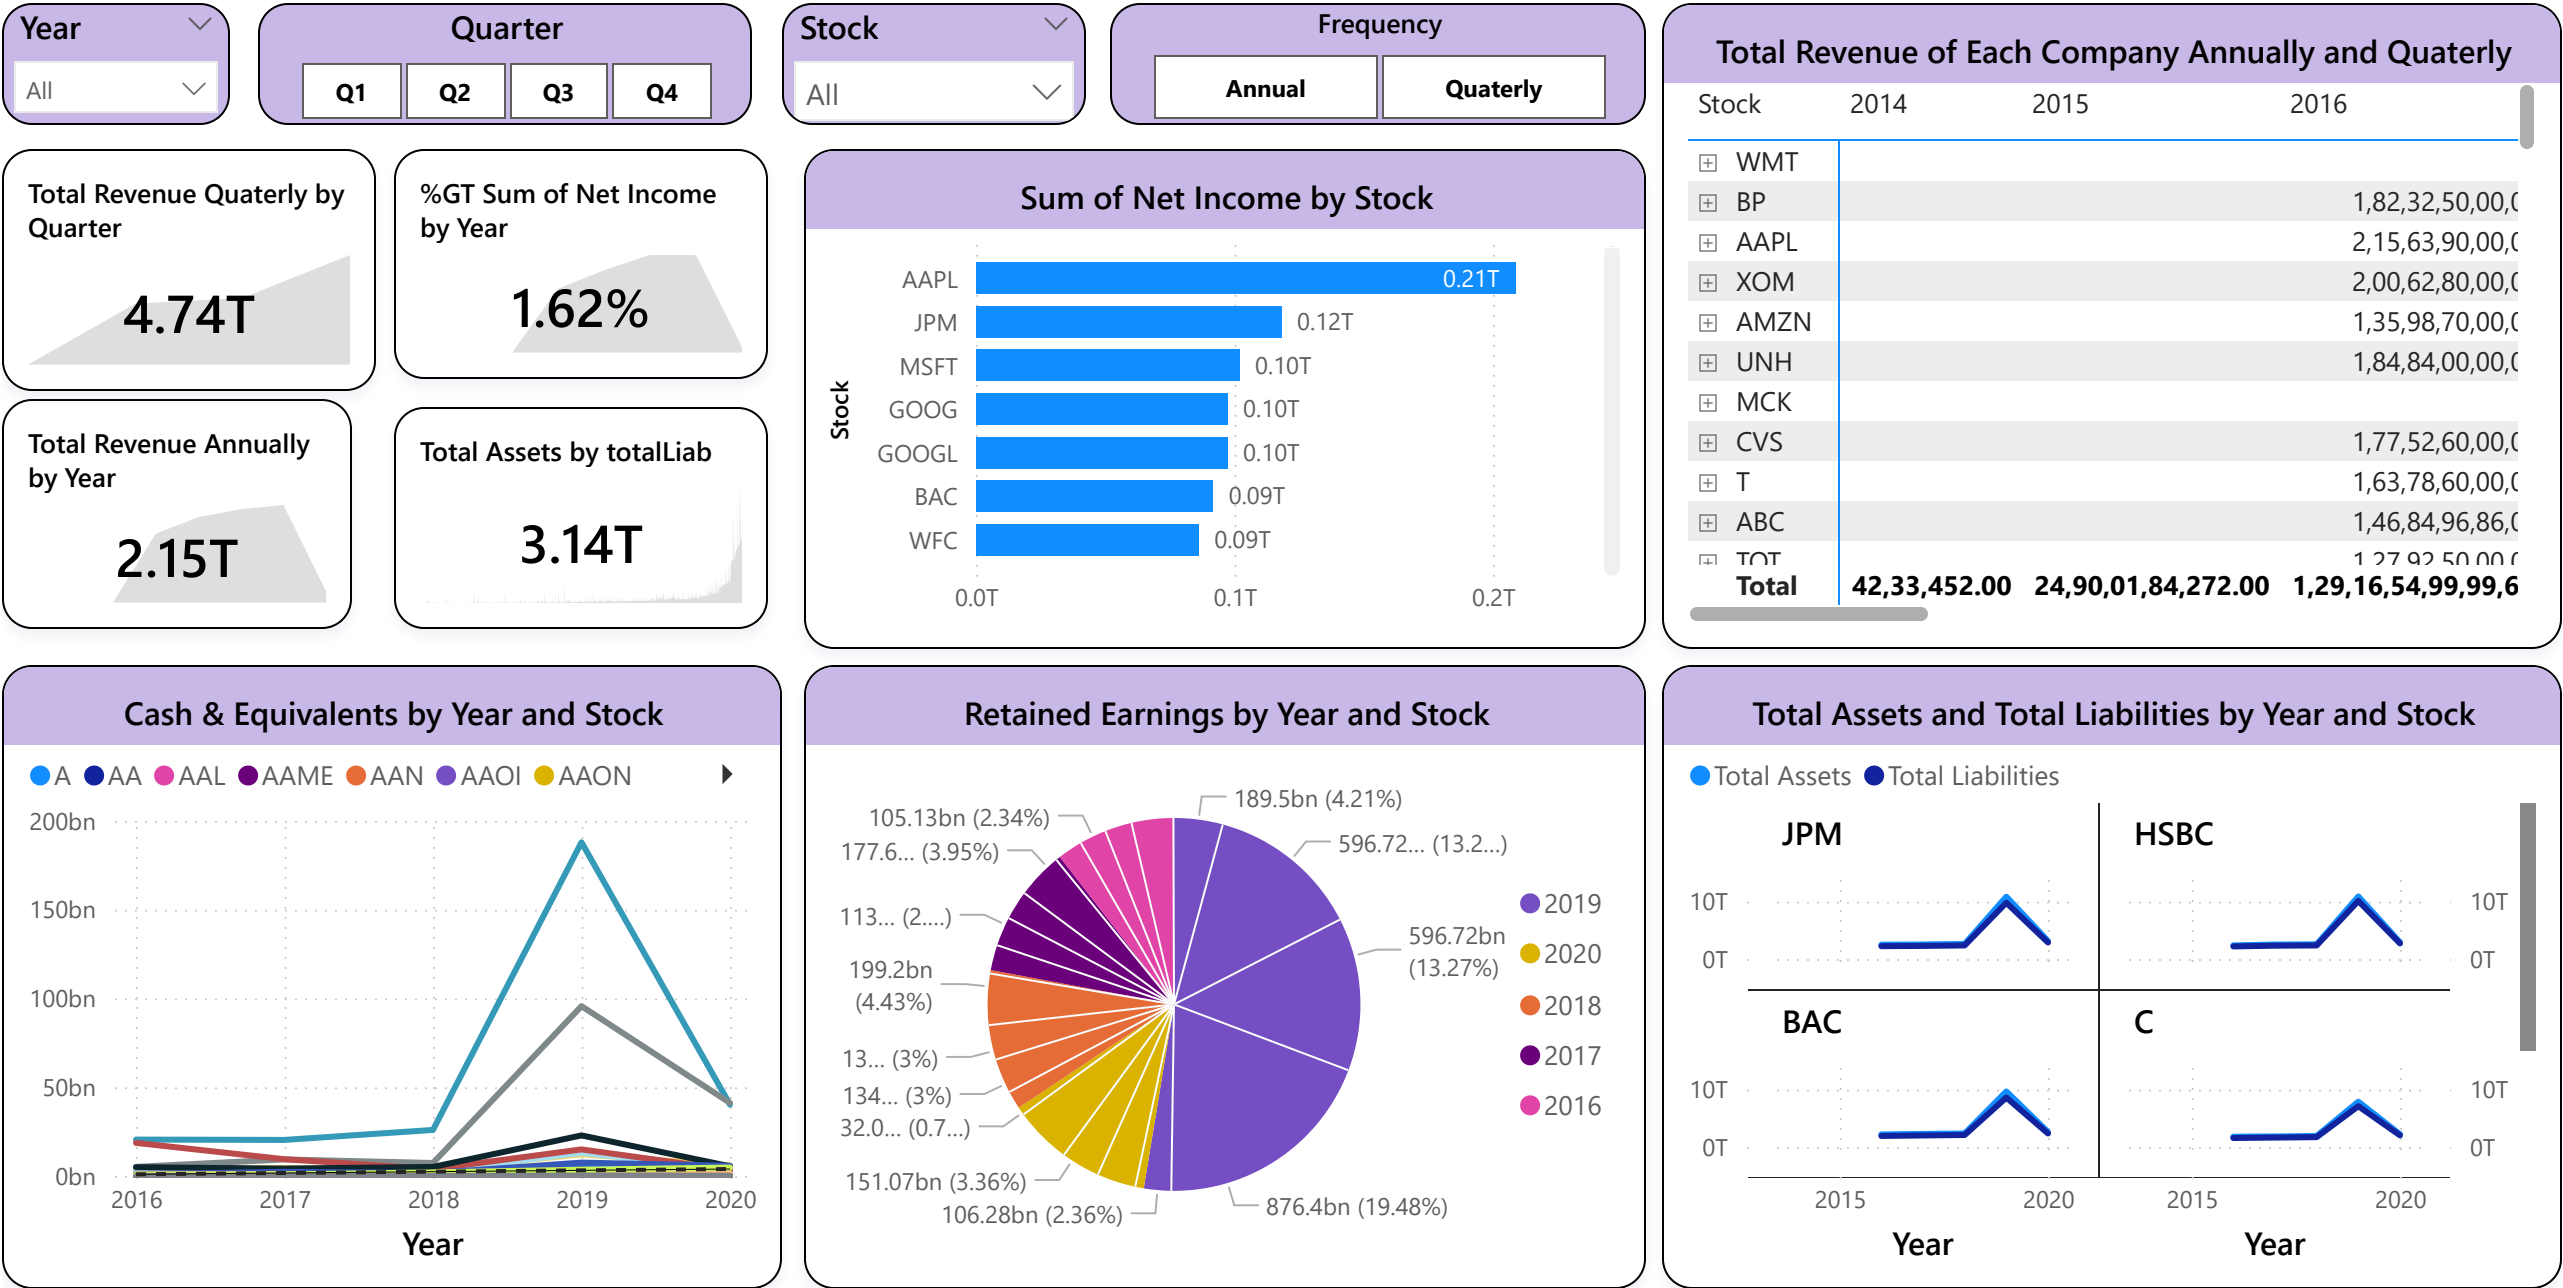 Year
All
Quarter
Q1 Q2 Q3 Q4
Stock
All
Frequency
Annual Quaterly
Total Revenue of Each Company Annually and Quaterly
Stock 2014 2015 2016
WMT
BP 1,82,32,50,00,0
AAPL 2,15,63,90,00,0
XOM 2,00,62,80,00,0
AMZN 1,35,98,70,00,0
UNH 1,84,84,00,00,0
MCK
CVS 1,77,52,60,00,0
T 1,63,78,60,00,0
ABC 1,46,84,96,86,0
TOT 1,27,92,50,00,0
Total 42,33,452.00 24,90,01,84,272.00 1,29,16,54,99,99,6
Total Revenue Quaterly by
Quarter
4.74T
%GT Sum of Net Income
by Year
1.62%
Total Revenue Annually
by Year
2.15T
Total Assets by totalLiab
3.14T
Sum of Net Income by Stock
Stock
AAPL 0.21T
JPM 0.12T
MSFT 0.10T
GOOG 0.10T
GOOGL 0.10T
BAC 0.09T
WFC 0.09T
0.0T 0.1T 0.2T
Cash & Equivalents by Year and Stock
A AA AAL AAME AAN AAOI AAON
200bn
150bn
100bn
50bn
0bn
2016 2017 2018 2019 2020
Year
Retained Earnings by Year and Stock
189.5bn (4.21%)
596.72... (13.2...)
596.72bn
(13.27%)
876.4bn (19.48%)
106.28bn (2.36%)
151.07bn (3.36%)
32.0... (0.7...)
134... (3%)
13... (3%)
199.2bn
(4.43%)
113... (2....)
177.6... (3.95%)
105.13bn (2.34%)
2019
2020
2018
2017
2016
Total Assets and Total Liabilities by Year and Stock
Total Assets Total Liabilities
JPM HSBC
10T 10T
0T 0T
BAC C
10T 10T
0T 0T
2015 2020 2015 2020
Year Year